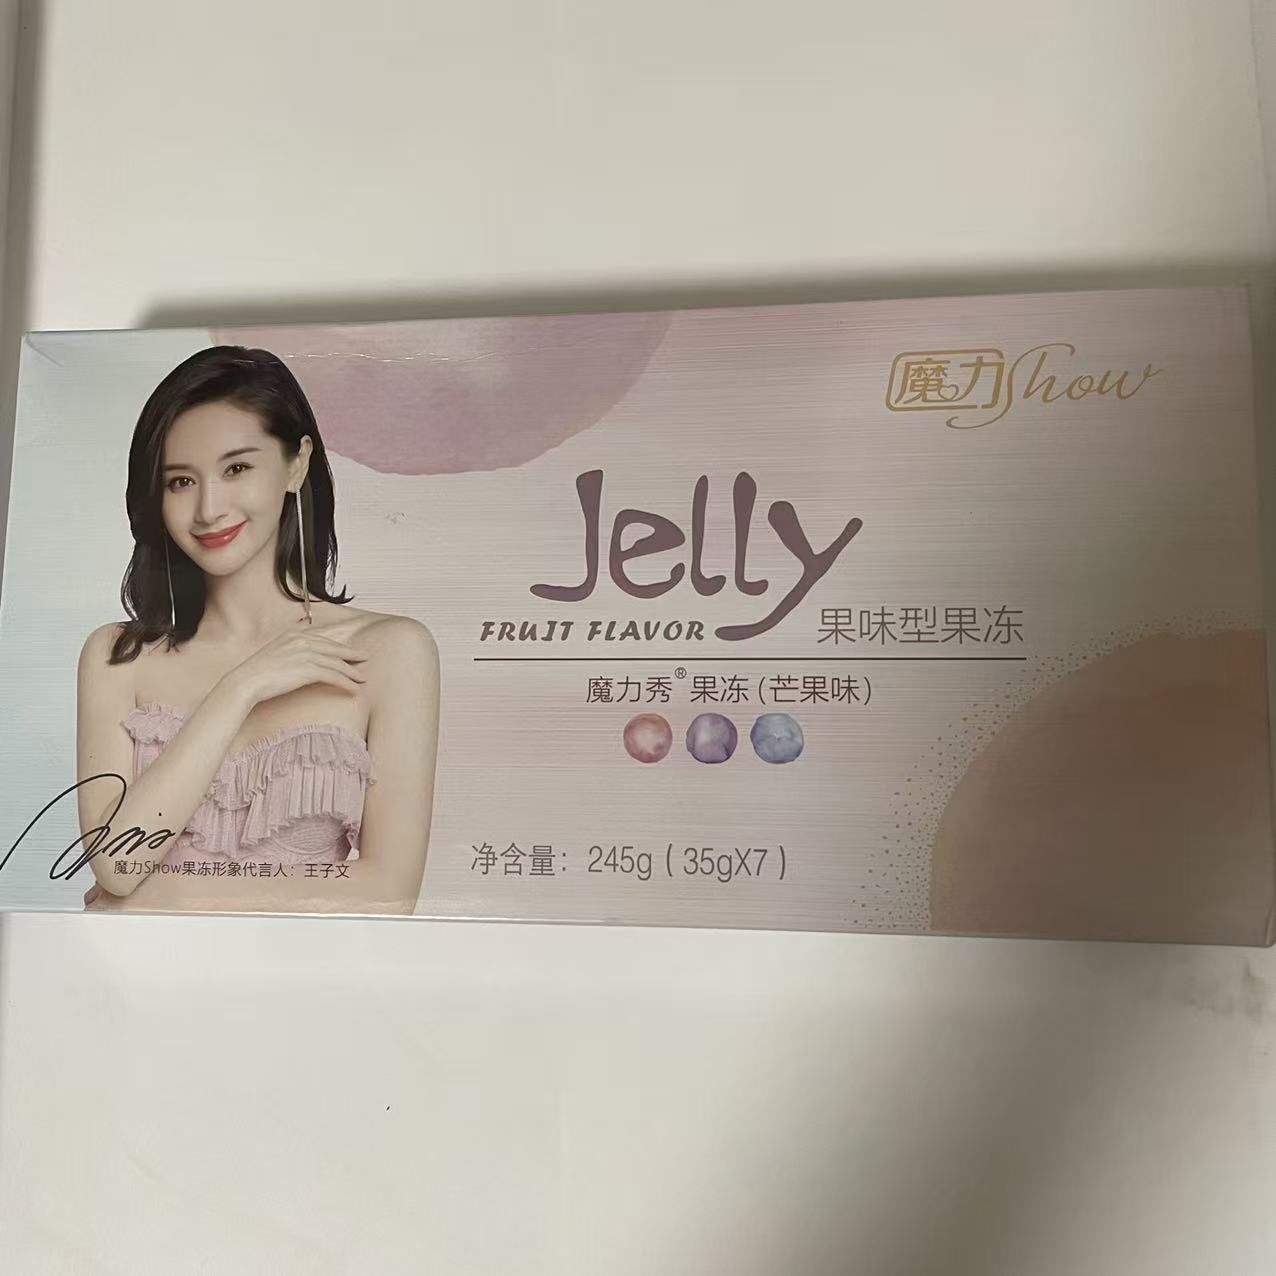 魔力Show
Jelly
FRUIT FLAVOR 果味型果冻
魔力秀®果冻(芒果味)
净含量：245g(35gX7)
魔力Show果冻形象代言人：王子文